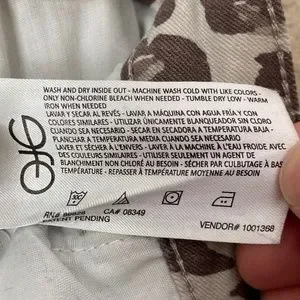 WASH AND DRY INSIDE OUT - MACHINE WASH COLD WITH LIKE COLORS -
ONLY NON-CHLORINE BLEACH WHEN NEEDED - TUMBLE DRY LOW - WARM
IRON WHEN NEEDED
LAVAR Y SECAR AL REVÉS - LAVAR A MÁQUINA CON AGUA FRÍA Y CON
COLORES SIMILARES - UTILIZAR ÚNICAMENTE BLANQUEADOR SIN CLORO
CUANDO SEA NECESARIO - SECAR EN SECADORA A TEMPERATURA BAJA -
PLANCHAR A TEMPERATURA MEDIA CUANDO SEA NECESARIO
LAVER ET SÉCHER À L'ENVERS - LAVER À LA MACHINE À L'EAU FROIDE AVEC
DES COULEURS SIMILAIRES - UTILISER SEULEMENT UN AGENT DE
BLANCHIMENT NON CHLORÉ AU BESOIN - SÉCHER PAR CULBUTAGE À BASSE
TEMPÉRATURE - REPASSER À TEMPÉRATURE MOYENNE AU BESOIN
CA# 08349
PATENT PENDING
VENDOR# 1001368